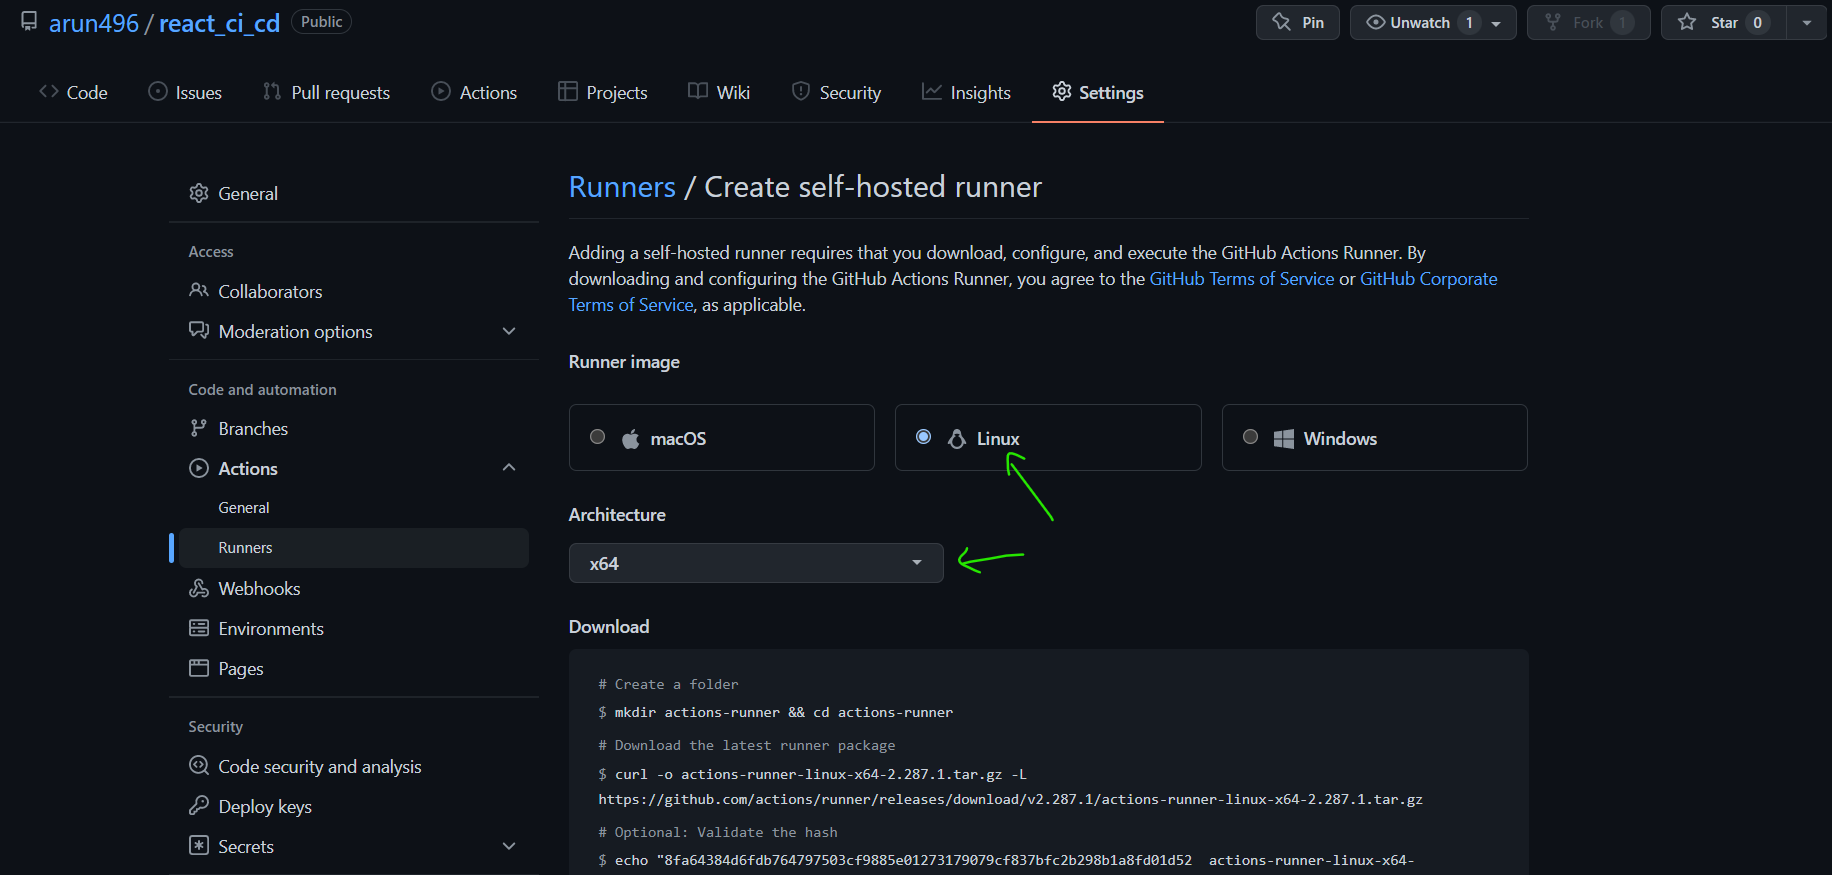 arun496 / react_ci_cd Public
Pin
Unwatch 1
Fork 1
Star 0
Code
Issues
Pull requests
Actions
Projects
Wiki
Security
Insights
Settings
General
Access
Collaborators
Moderation options
Code and automation
Branches
Actions
General
Runners
Webhooks
Environments
Pages
Security
Code security and analysis
Deploy keys
Secrets
Runners / Create self-hosted runner
Adding a self-hosted runner requires that you download, configure, and execute the GitHub Actions Runner. By
downloading and configuring the GitHub Actions Runner, you agree to the GitHub Terms of Service or GitHub Corporate
Terms of Service, as applicable.
Runner image
macOS
Linux
Windows
Architecture
x64
Download
# Create a folder
$ mkdir actions-runner && cd actions-runner
# Download the latest runner package
$ curl -o actions-runner-linux-x64-2.287.1.tar.gz -L
https://github.com/actions/runner/releases/download/v2.287.1/actions-runner-linux-x64-2.287.1.tar.gz
# Optional: Validate the hash
$ echo "8fa64384d6fdb764797503cf9885e01273179079cf837bfc2b298b1a8fd01d52  actions-runner-linux-x64-